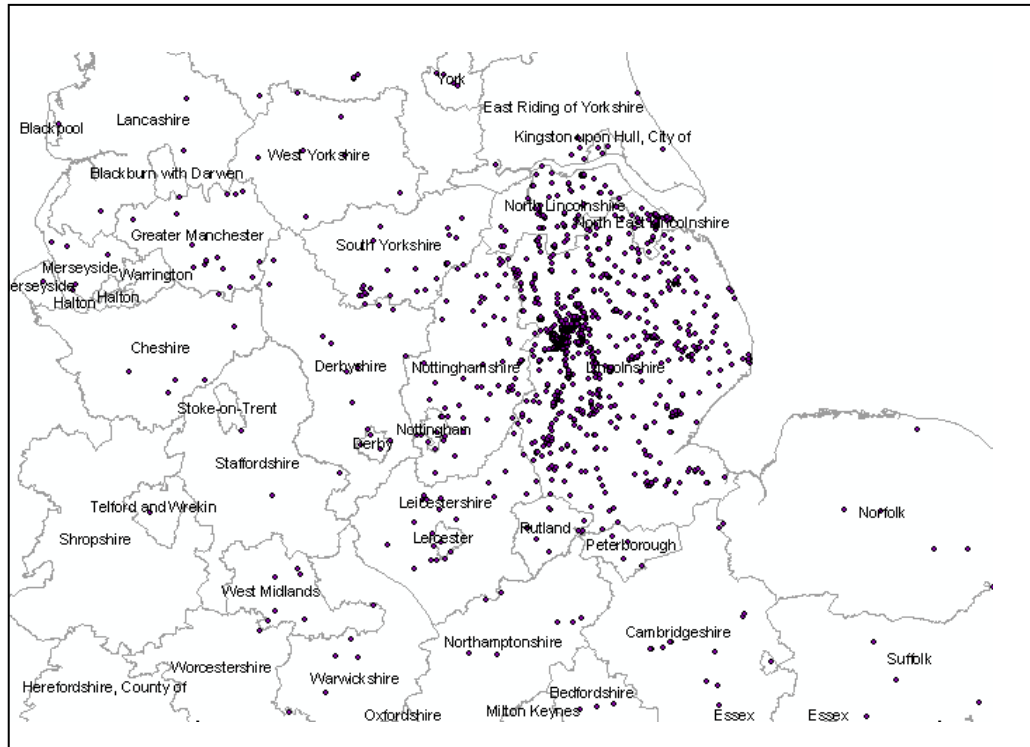 York
East Riding of Yorkshire
Lancashire
Blackpool
Kingston upon Hull, City of
West Yorkshire
Blackburn with Darwen
North Lincolnshire
North East Lincolnshire
Greater Manchester
South Yorkshire
Merseyside
Warrington
erseyside
Halton
Halton
Cheshire
Derbyshire
Nottinghamshire
Lincolnshire
Stoke-on-Trent
Nottingham
Derby
Staffordshire
Leicestershire
Telford and Wrekin
Norfolk
Rutland
Shropshire
Leicester
Peterborough
West Midlands
Cambridgeshire
Northamptonshire
Suffolk
Worcestershire
Warwickshire
Herefordshire, County of
Bedfordshire
Milton Keynes
Oxfordshire
Essex
Essex